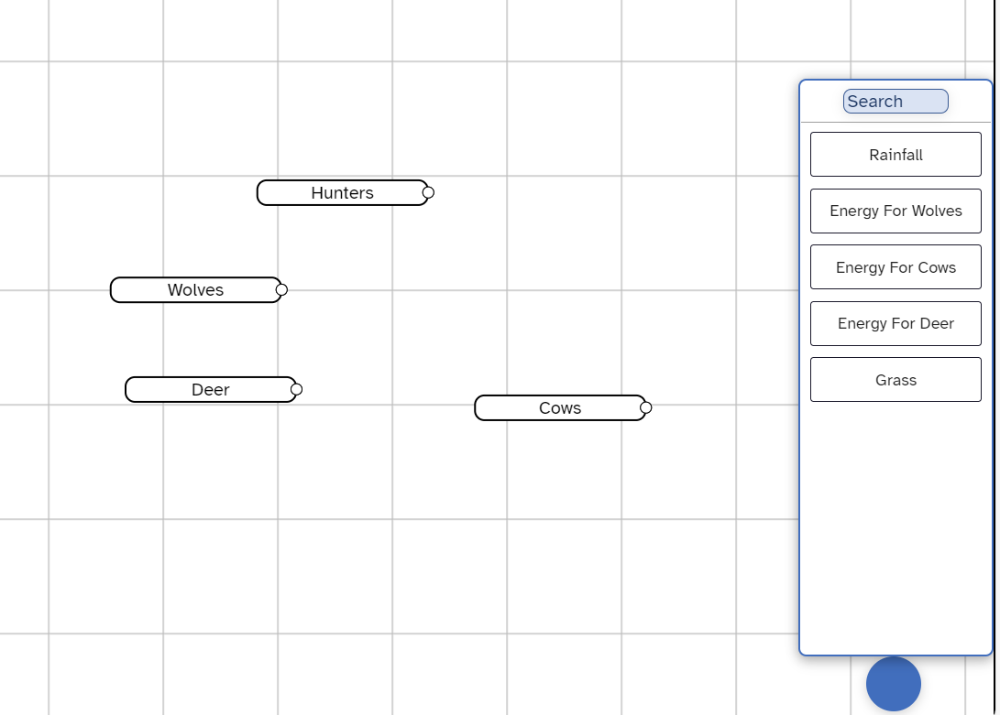 Hunters
Wolves
Deer
Cows
Search
Rainfall
Energy For Wolves
Energy For Cows
Energy For Deer
Grass